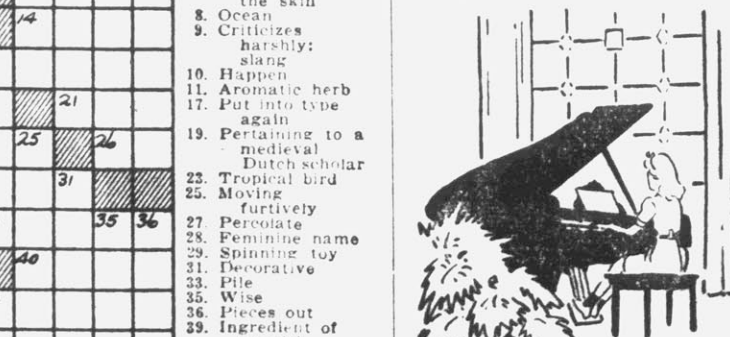 14
21
25 26
31
35 36
40
the skin
8. Ocean
9. Criticizes
harshly:
slang
10. Happen
11. Aromatic herb
17. Put into type
again
19. Pertaining to a
medieval
Dutch scholar
23. Tropical bird
25. Moving
furtively
27. Percolate
28. Feminine name
29. Spinning toy
31. Decorative
33. Pile
35. Wise
36. Pieces out
39. Ingredient of